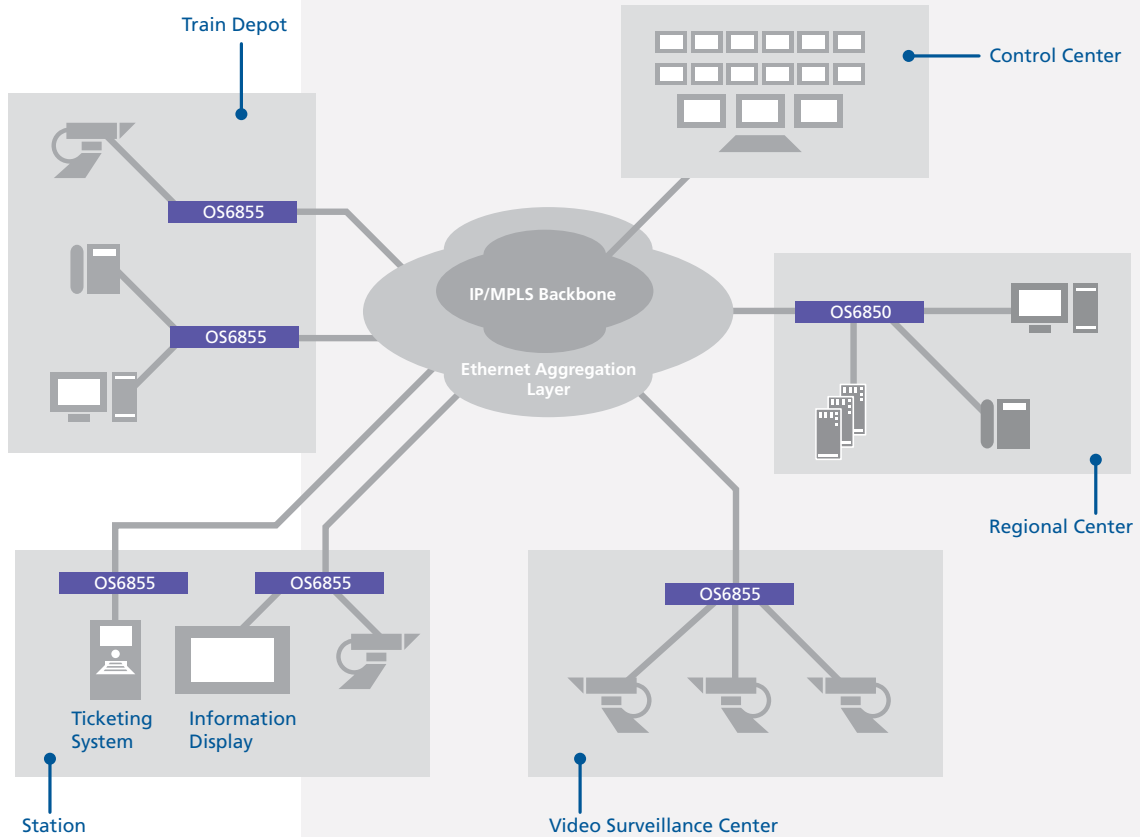 Train Depot
Control Center
OS6855
IP/MPLS Backbone
OS6850
OS6855
Ethernet Aggregation
Layer
Regional Center
OS6855
OS6855
OS6855
Ticketing
System
Information
Display
Station
Video Surveillance Center